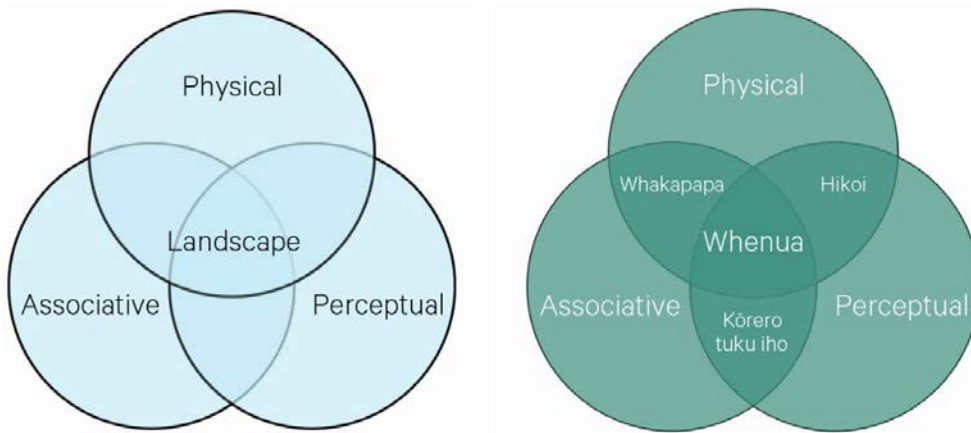 Physical
Landscape
Associative
Perceptual
Physical
Whakapapa
Hikoi
Whenua
Associative
Perceptual
Kōrero
tuku iho